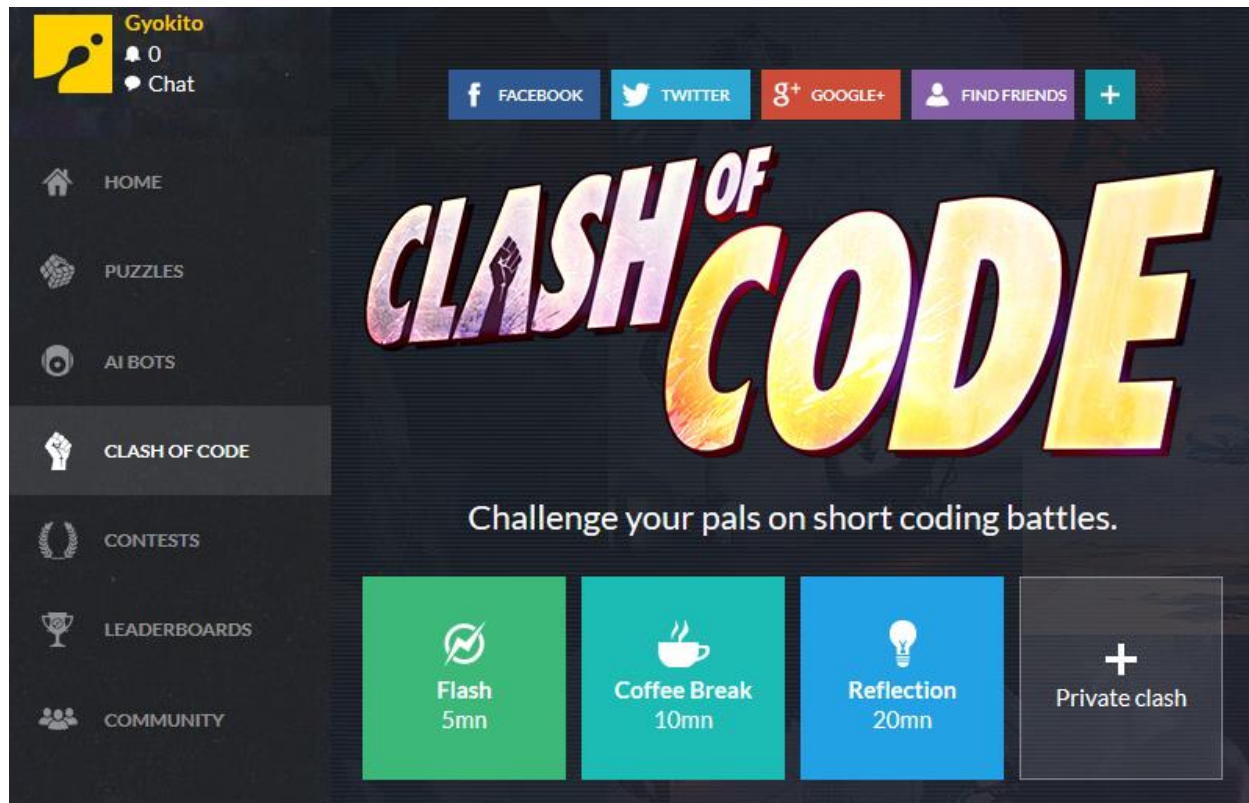 Gyokito
0
Chat
HOME
PUZZLES
AI BOTS
CLASH OF CODE
CONTESTS
LEADERBOARDS
COMMUNITY
f FACEBOOK
TWITTER
g+ GOOGLE+
FIND FRIENDS
+
CLASH OF
CODE
Challenge your pals on short coding battles.
Flash
5mn
Coffee Break
10mn
Reflection
20mn
+
Private clash